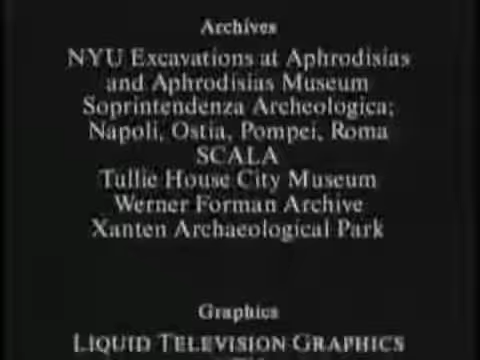 Archives
NYU Excavations at Aphrodisias
and Aphrodisias Museum
Soprintendenza Archeologica;
Napoli, Ostia, Pompei, Roma
SCALA
Tullie House City Museum
Werner Forman Archive
Xanten Archaeological Park
Graphics
LIQUID TELEVISION GRAPHICS